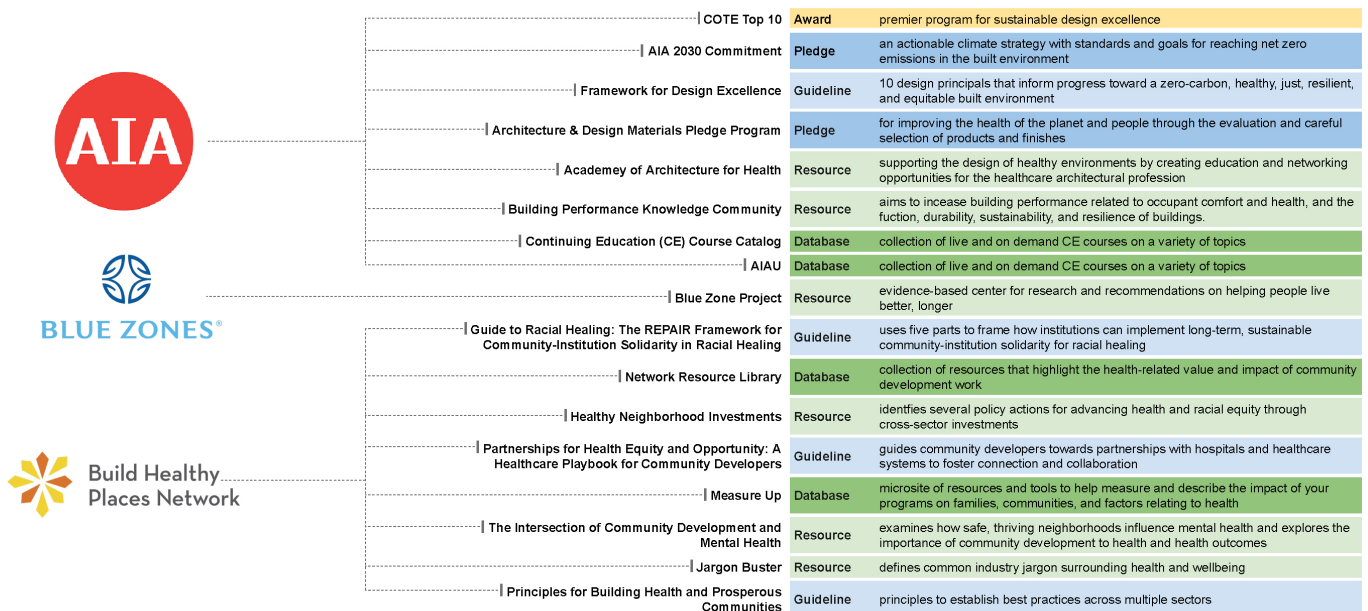 AIA
COTE Top 10 Award premier program for sustainable design excellence
AIA 2030 Commitment Pledge an actionable climate strategy with standards and goals for reaching net zero
emissions in the built environment
Framework for Design Excellence Guideline 10 design principals that inform progress toward a zero-carbon, healthy, just, resilient,
and equitable built environment
Architecture & Design Materials Pledge Program Pledge for improving the health of the planet and people through the evaluation and careful
selection of products and finishes
Academey of Architecture for Health Resource supporting the design of healthy environments by creating education and networking
opportunities for the healthcare architectural profession
Building Performance Knowledge Community Resource aims to incease building performance related to occupant comfort and health, and the
fuction, durability, sustainability, and resilience of buildings.
Continuing Education (CE) Course Catalog Database collection of live and on demand CE courses on a variety of topics
AIAU Database collection of live and on demand CE courses on a variety of topics
BLUE ZONES®
Blue Zone Project Resource evidence-based center for research and recommendations on helping people live
better, longer
Build Healthy
Places Network
Guide to Racial Healing: The REPAIR Framework for
Community-Institution Solidarity in Racial Healing
Guideline
uses five parts to frame how institutions can implement long-term, sustainable
community-institution solidarity for racial healing
Network Resource Library Database collection of resources that highlight the health-related value and impact of community
development work
Healthy Neighborhood Investments Resource identfies several policy actions for advancing health and racial equity through
cross-sector investments
Partnerships for Health Equity and Opportunity: A
Healthcare Playbook for Community Developers
Guideline
guides community developers towards partnerships with hospitals and healthcare
systems to foster connection and collaboration
Measure Up Database microsite of resources and tools to help measure and describe the impact of your
programs on families, communities, and factors relating to health
The Intersection of Community Development and
Mental Health
Resource
examines how safe, thriving neighborhoods influence mental health and explores the
importance of community development to health and health outcomes
Jargon Buster Resource defines common industry jargon surrounding health and wellbeing
Principles for Building Health and Prosperous
Communities
Guideline
principles to establish best practices across multiple sectors